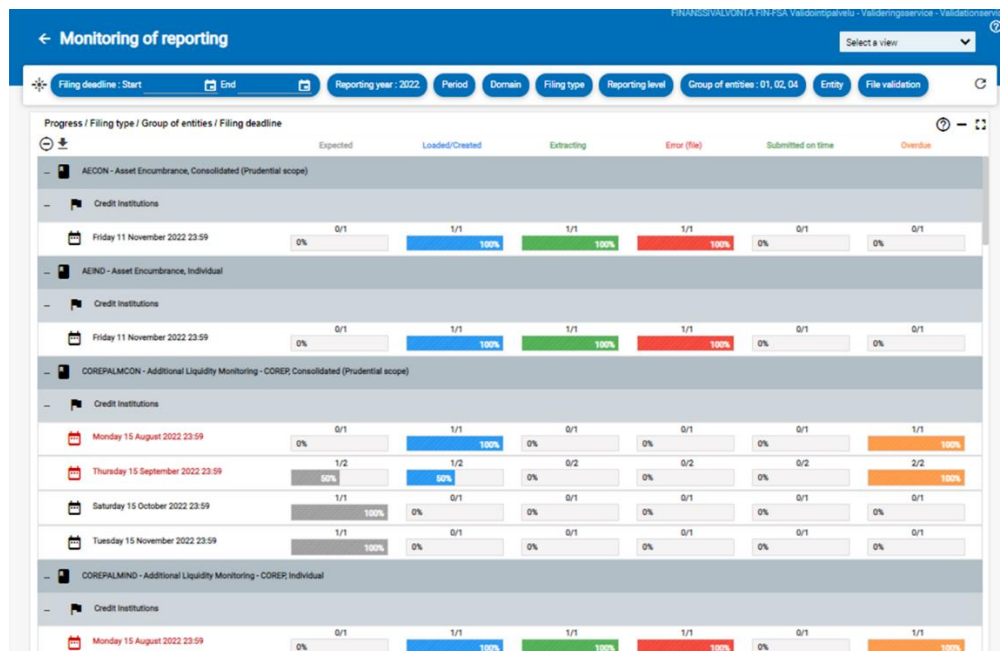 FINANSSIVALVONTA FIN-FSA Validointipalvelu - Valideringsservice - Validationservic
Monitoring of reporting
Select a view
Filing deadline : Start End Reporting year : 2022 Period Domain Filing type Reporting level Group of entities : 01, 02, 04 Entity File validation
Progress / Filing type / Group of entities / Filing deadline
Expected Loaded/Created Extracting Error (file) Submitted on time Overdue
AECON - Asset Encumbrance, Consolidated (Prudential scope)
Credit Institutions
0/1 1/1 1/1 1/1 0/1 0/1
Friday 11 November 2022 23:59
0% 100% 100% 100% 0% 0%
AEIND - Asset Encumbrance, Individual
Credit Institutions
0/1 1/1 1/1 1/1 0/1 0/1
Friday 11 November 2022 23:59
0% 100% 100% 100% 0% 0%
COREPALMCON - Additional Liquidity Monitoring - COREP, Consolidated (Prudential scope)
Credit Institutions
0/1 1/1 0/1 0/1 0/1 1/1
Monday 15 August 2022 23:59
0% 100% 0% 0% 0% 100%
1/2 1/2 0/2 0/2 0/2 2/2
Thursday 15 September 2022 23:59
50% 50% 0% 0% 0% 100%
1/1 0/1 0/1 0/1 0/1 0/1
Saturday 15 October 2022 23:59
100% 0% 0% 0% 0% 0%
1/1 0/1 0/1 0/1 0/1 0/1
Tuesday 15 November 2022 23:59
100% 0% 0% 0% 0% 0%
COREPALMIND - Additional Liquidity Monitoring - COREP, Individual
Credit Institutions
0/1 1/1 1/1 1/1 0/1 1/1
Monday 15 August 2022 23:59
0% 100% 100% 100% 0% 100%